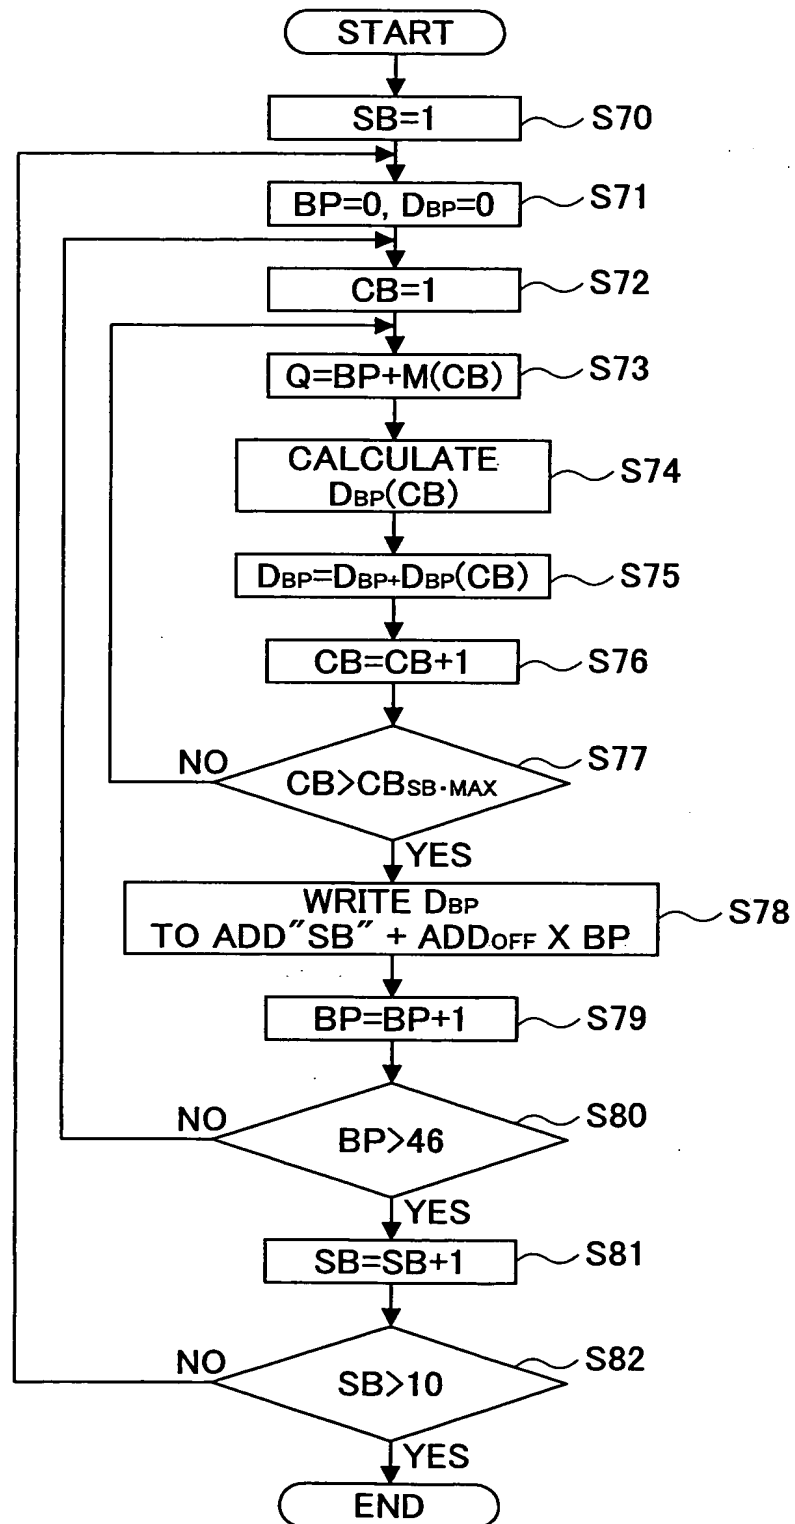 START
SB=1
S70
BP=0, DBP=0
S71
CB=1
S72
Q=BP+M(CB)
S73
CALCULATE
DBP(CB)
S74
DBP=DBP+DBP(CB)
S75
CB=CB+1
S76
CB>CBSB·MAX
S77
NO
YES
WRITE DBP
TO ADD"SB" + ADDOFF X BP
S78
BP=BP+1
S79
BP>46
S80
NO
YES
SB=SB+1
S81
SB>10
S82
NO
YES
END